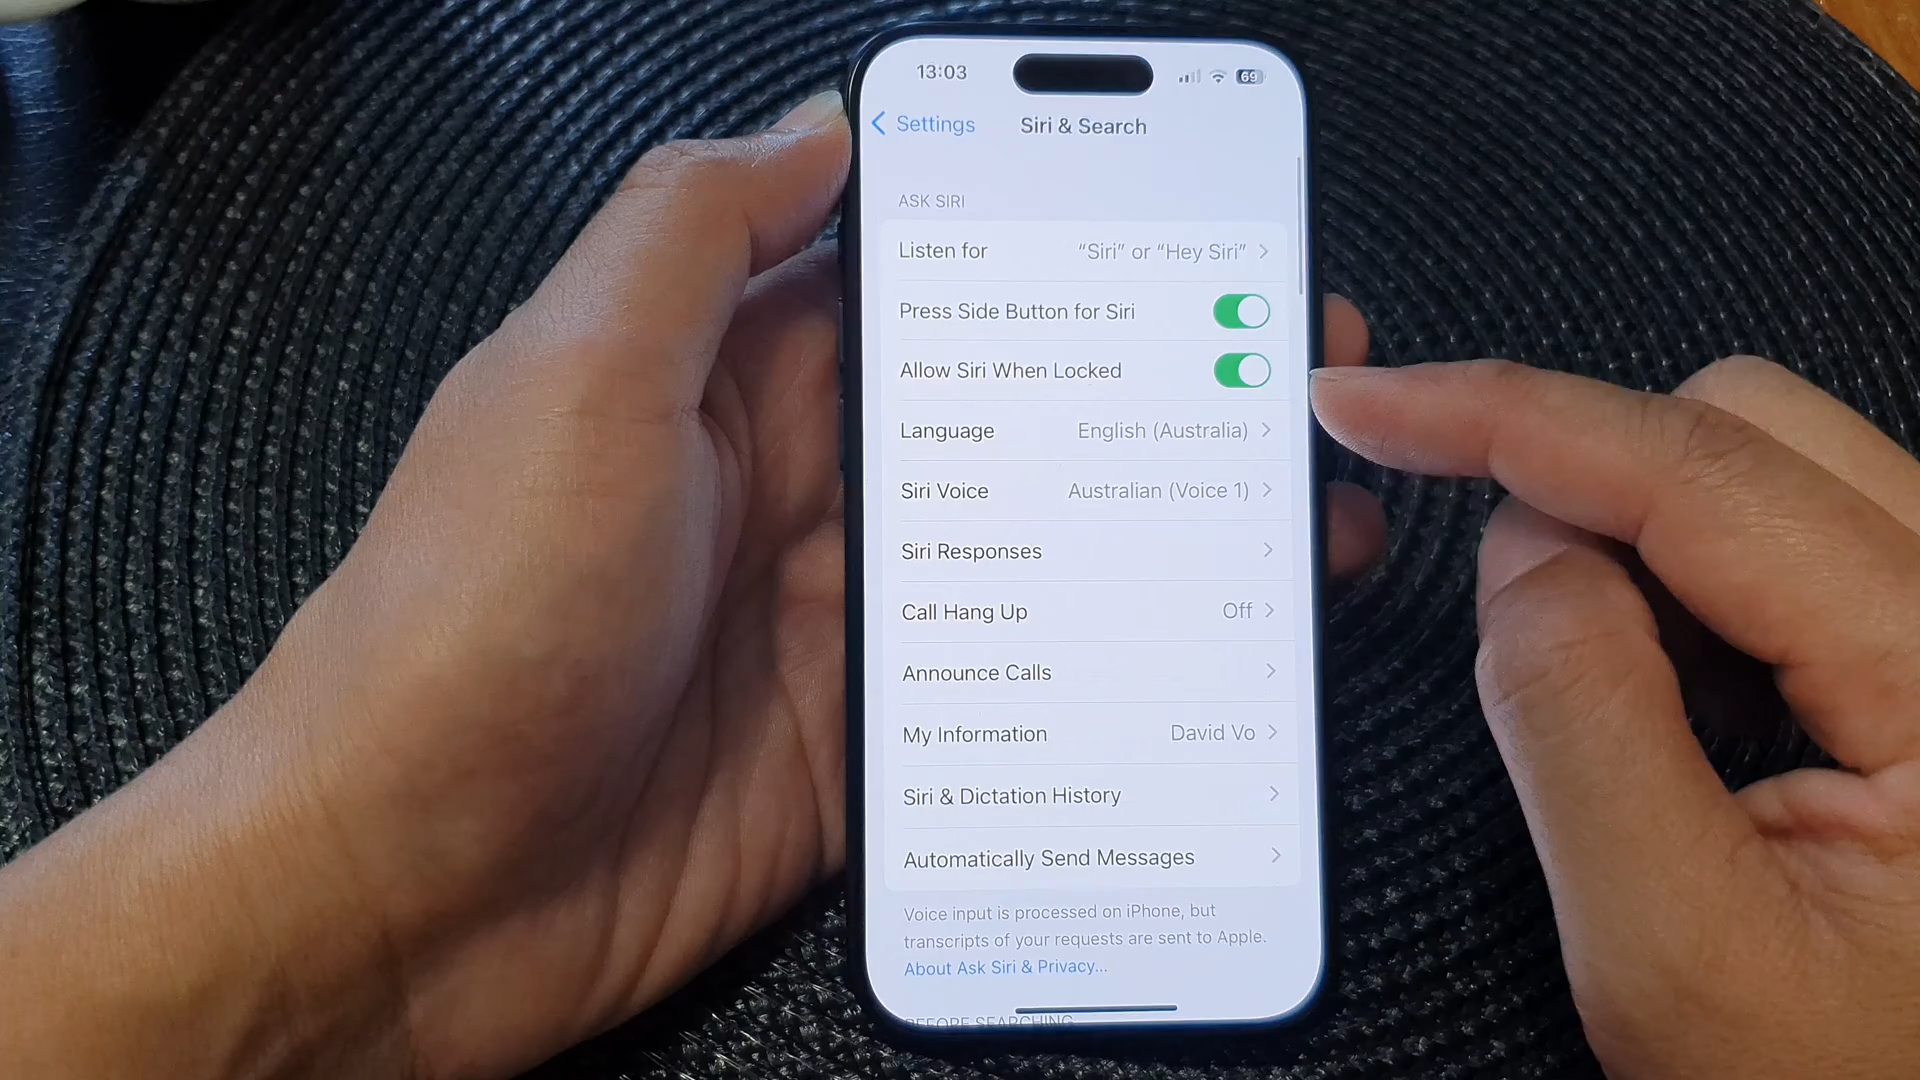 13:03
69
Settings
Siri & Search
ASK SIRI
Listen for “Siri” or “Hey Siri”
Press Side Button for Siri
Allow Siri When Locked
Language English (Australia)
Siri Voice Australian (Voice 1)
Siri Responses
Call Hang Up Off
Announce Calls
My Information David Vo
Siri & Dictation History
Automatically Send Messages
Voice input is processed on iPhone, but
transcripts of your requests are sent to Apple.
About Ask Siri & Privacy...
BEFORE SEARCHING